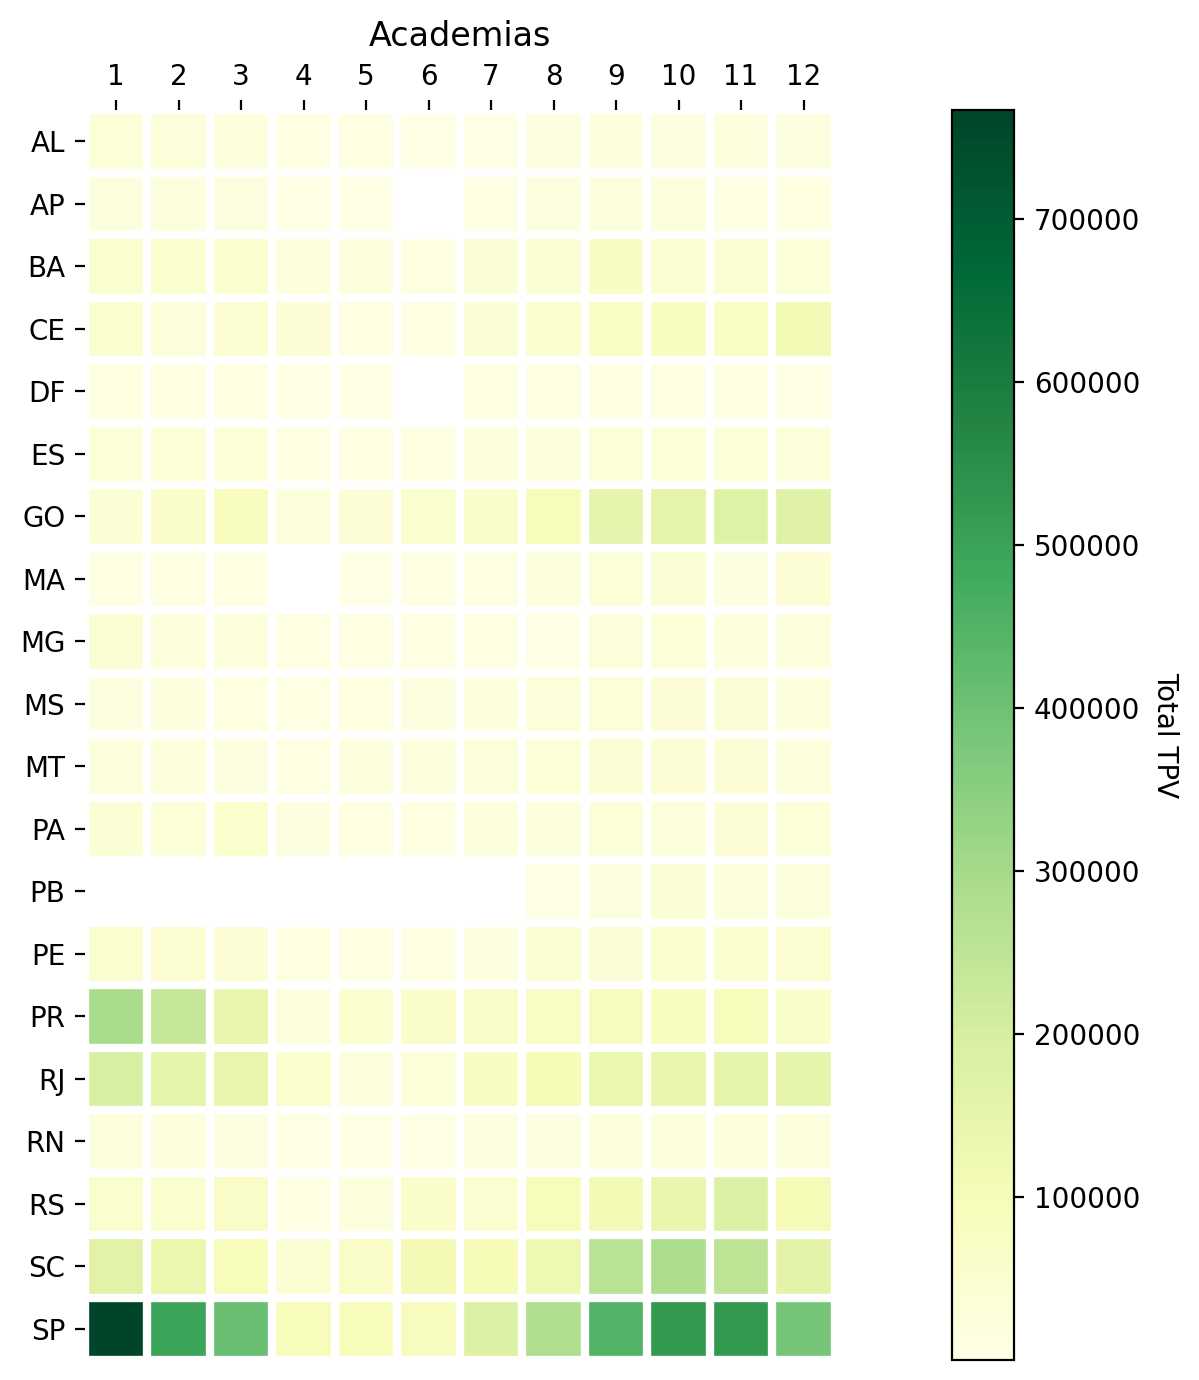 Academias
1 2 3 4 5 6 7 8 9 10 11 12
AL
AP
BA
CE
DF
ES
GO
MA
MG
MS
MT
PA
PB
PE
PR
RJ
RN
RS
SC
SP
700000
600000
500000
400000
300000
200000
100000
Total TPV